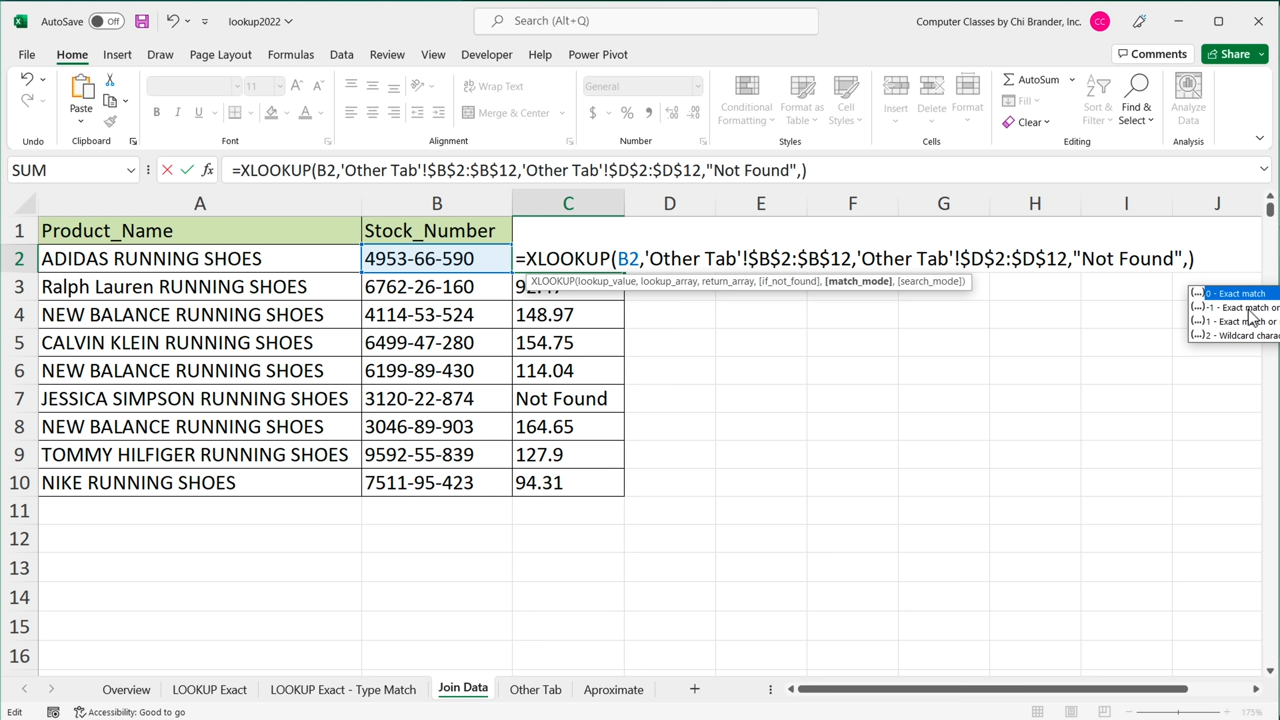 AutoSave Off lookup2022 Search (Alt+Q) Computer Classes by Chi Brander, Inc. CC
File Home Insert Draw Page Layout Formulas Data Review View Developer Help Power Pivot Comments Share
Paste 11 Wrap Text General Conditional Formatting Format as Table Cell Styles Insert Delete Format AutoSum Sort & Filter Find & Select Analyze Data
B I U Merge & Center $ % Fill
Clear
Undo Clipboard Font Alignment Number Styles Cells Editing Analysis
SUM fx =XLOOKUP(B2,'Other Tab'!$B$2:$B$12,'Other Tab'!$D$2:$D$12,"Not Found",)
A B C D E F G H I J
1 Product_Name Stock_Number
2 ADIDAS RUNNING SHOES 4953-66-590 =XLOOKUP(B2,'Other Tab'!$B$2:$B$12,'Other Tab'!$D$2:$D$12,"Not Found",)
XLOOKUP(lookup_value, lookup_array, return_array, [if_not_found], [match_mode], [search_mode])
3 Ralph Lauren RUNNING SHOES 6762-26-160
(...)0 - Exact match
(...)-1 - Exact match or
(...)1 - Exact match or
(...)2 - Wildcard
4 NEW BALANCE RUNNING SHOES 4114-53-524 148.97
5 CALVIN KLEIN RUNNING SHOES 6499-47-280 154.75
6 NEW BALANCE RUNNING SHOES 6199-89-430 114.04
7 JESSICA SIMPSON RUNNING SHOES 3120-22-874 Not Found
8 NEW BALANCE RUNNING SHOES 3046-89-903 164.65
9 TOMMY HILFIGER RUNNING SHOES 9592-55-839 127.9
10 NIKE RUNNING SHOES 7511-95-423 94.31
11
12
13
14
15
16
Overview LOOKUP Exact LOOKUP Exact - Type Match Join Data Other Tab Aproximate
Edit Accessibility: Good to go 175%